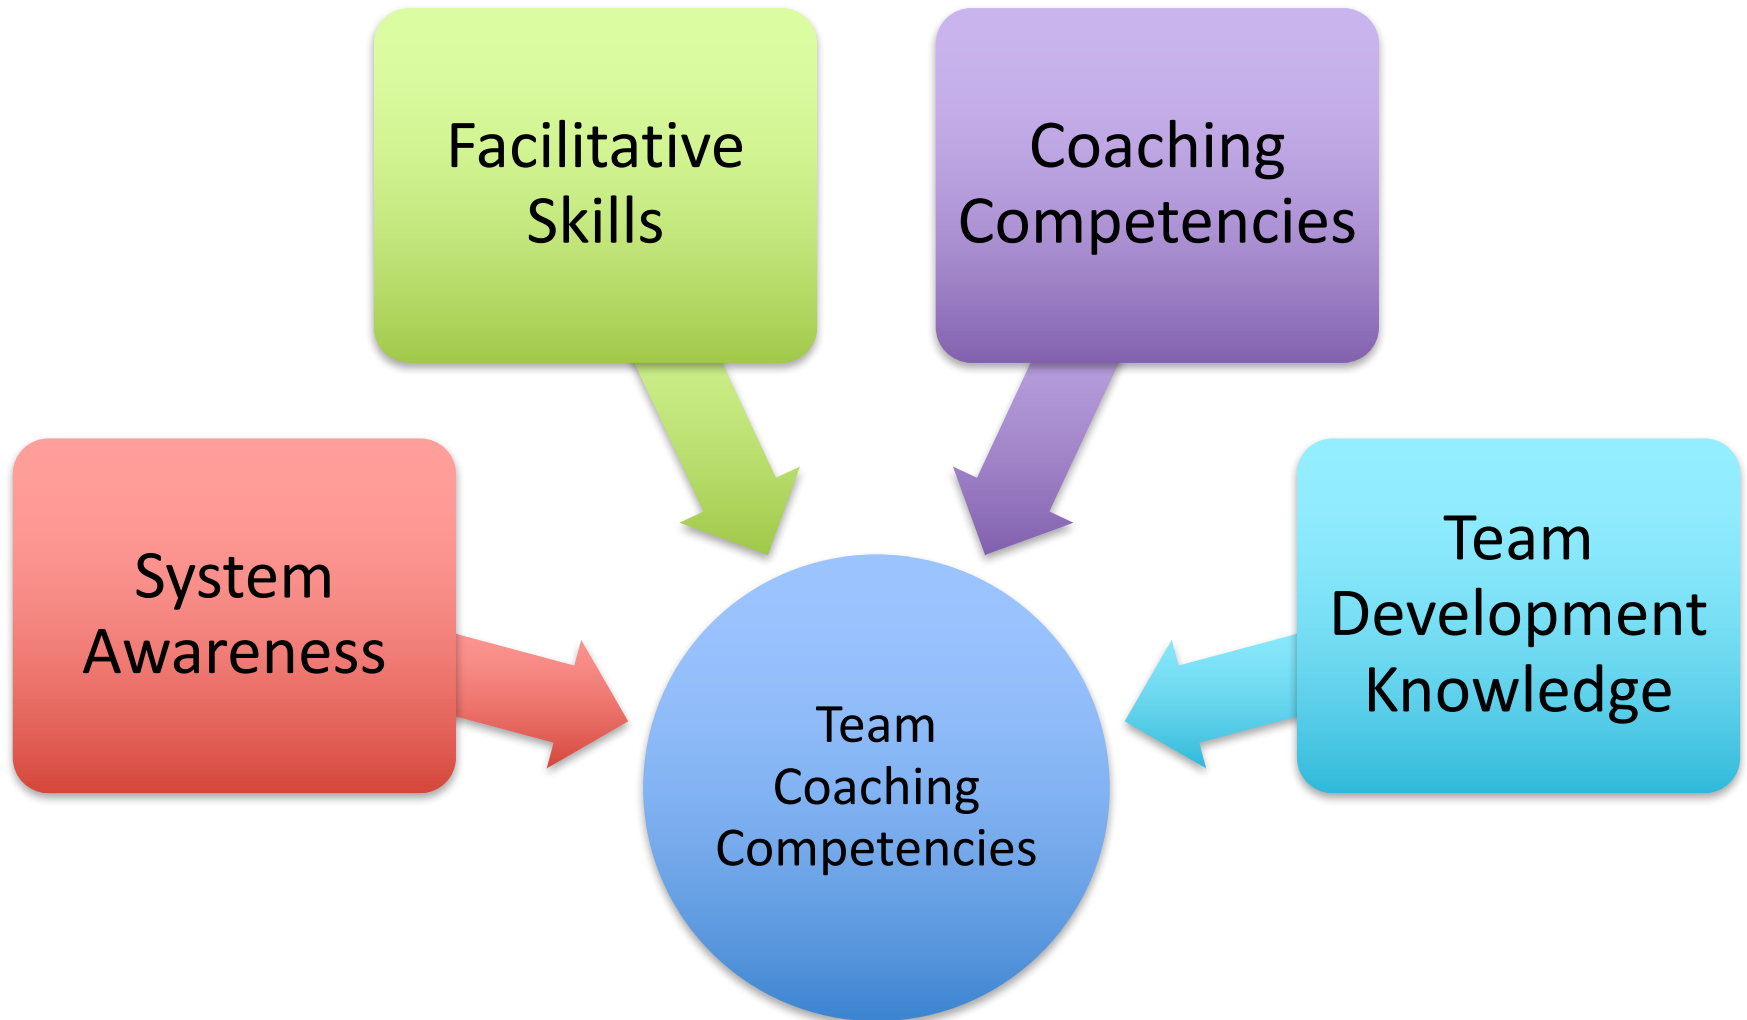 Facilitative
Skills
Coaching
Competencies
System
Awareness
Team
Development
Knowledge
Team
Coaching
Competencies